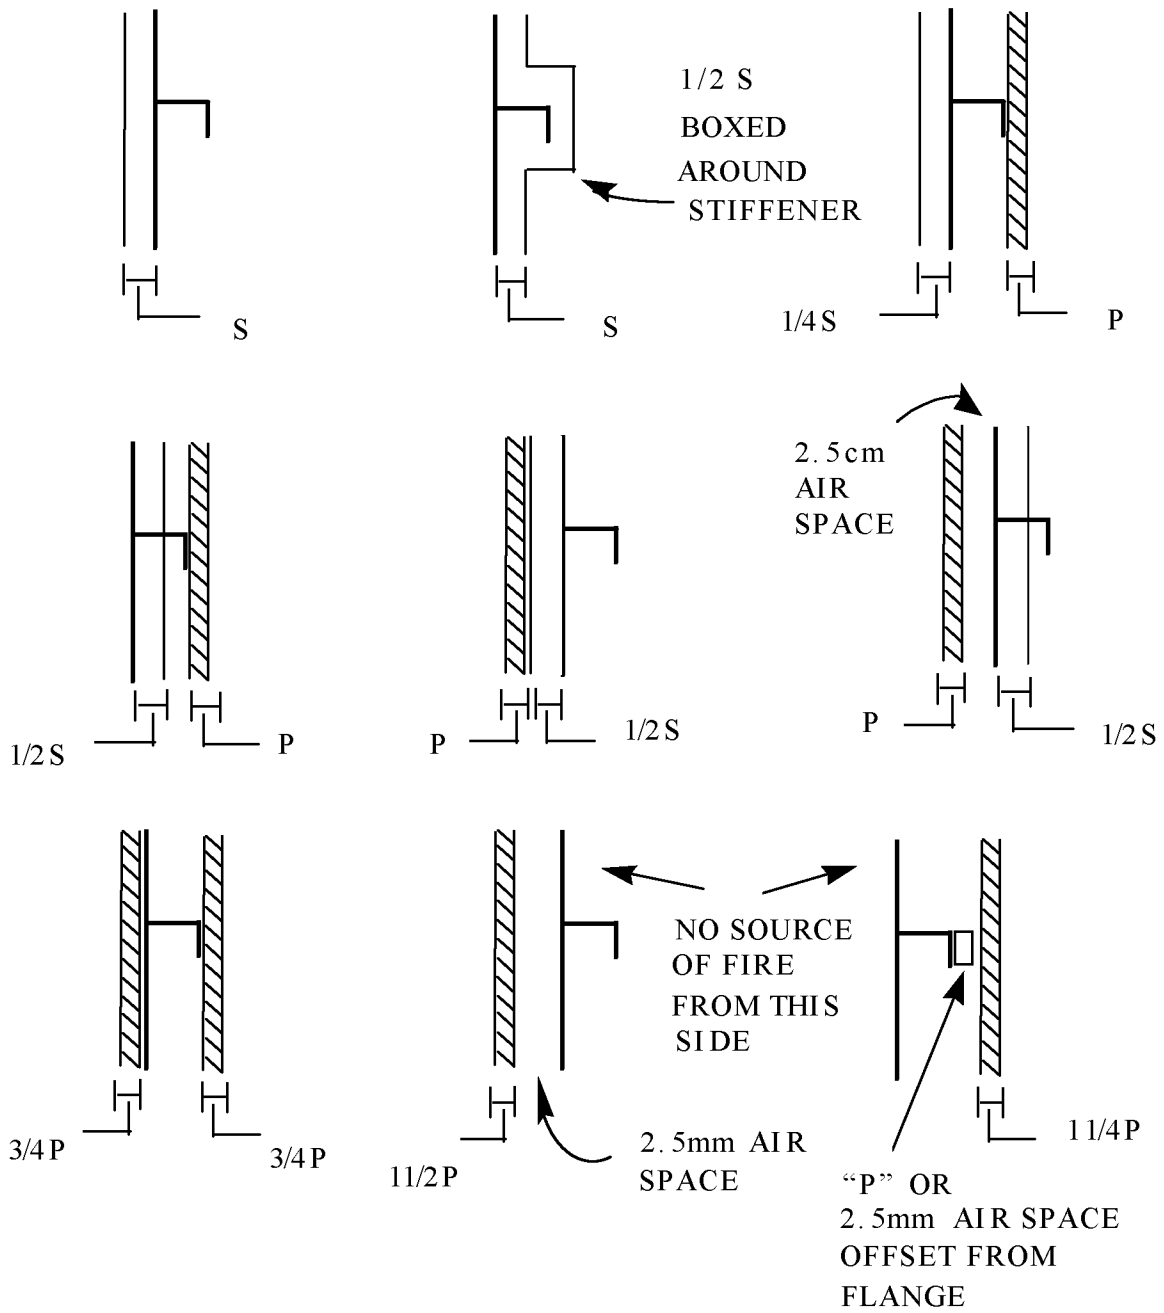 1/2 S
BOXED
AROUND
STIFFENER
S
S
1/4 S
P
2.5cm
AIR
SPACE
1/2 S
P
P
1/2 S
P
1/2 S
NO SOURCE
OF FIRE
FROM THIS
SIDE
3/4 P
3/4 P
11/2 P
2.5mm AIR
SPACE
11/4P
“P” OR
2.5mm AIR SPACE
OFFSET FROM
FLANGE